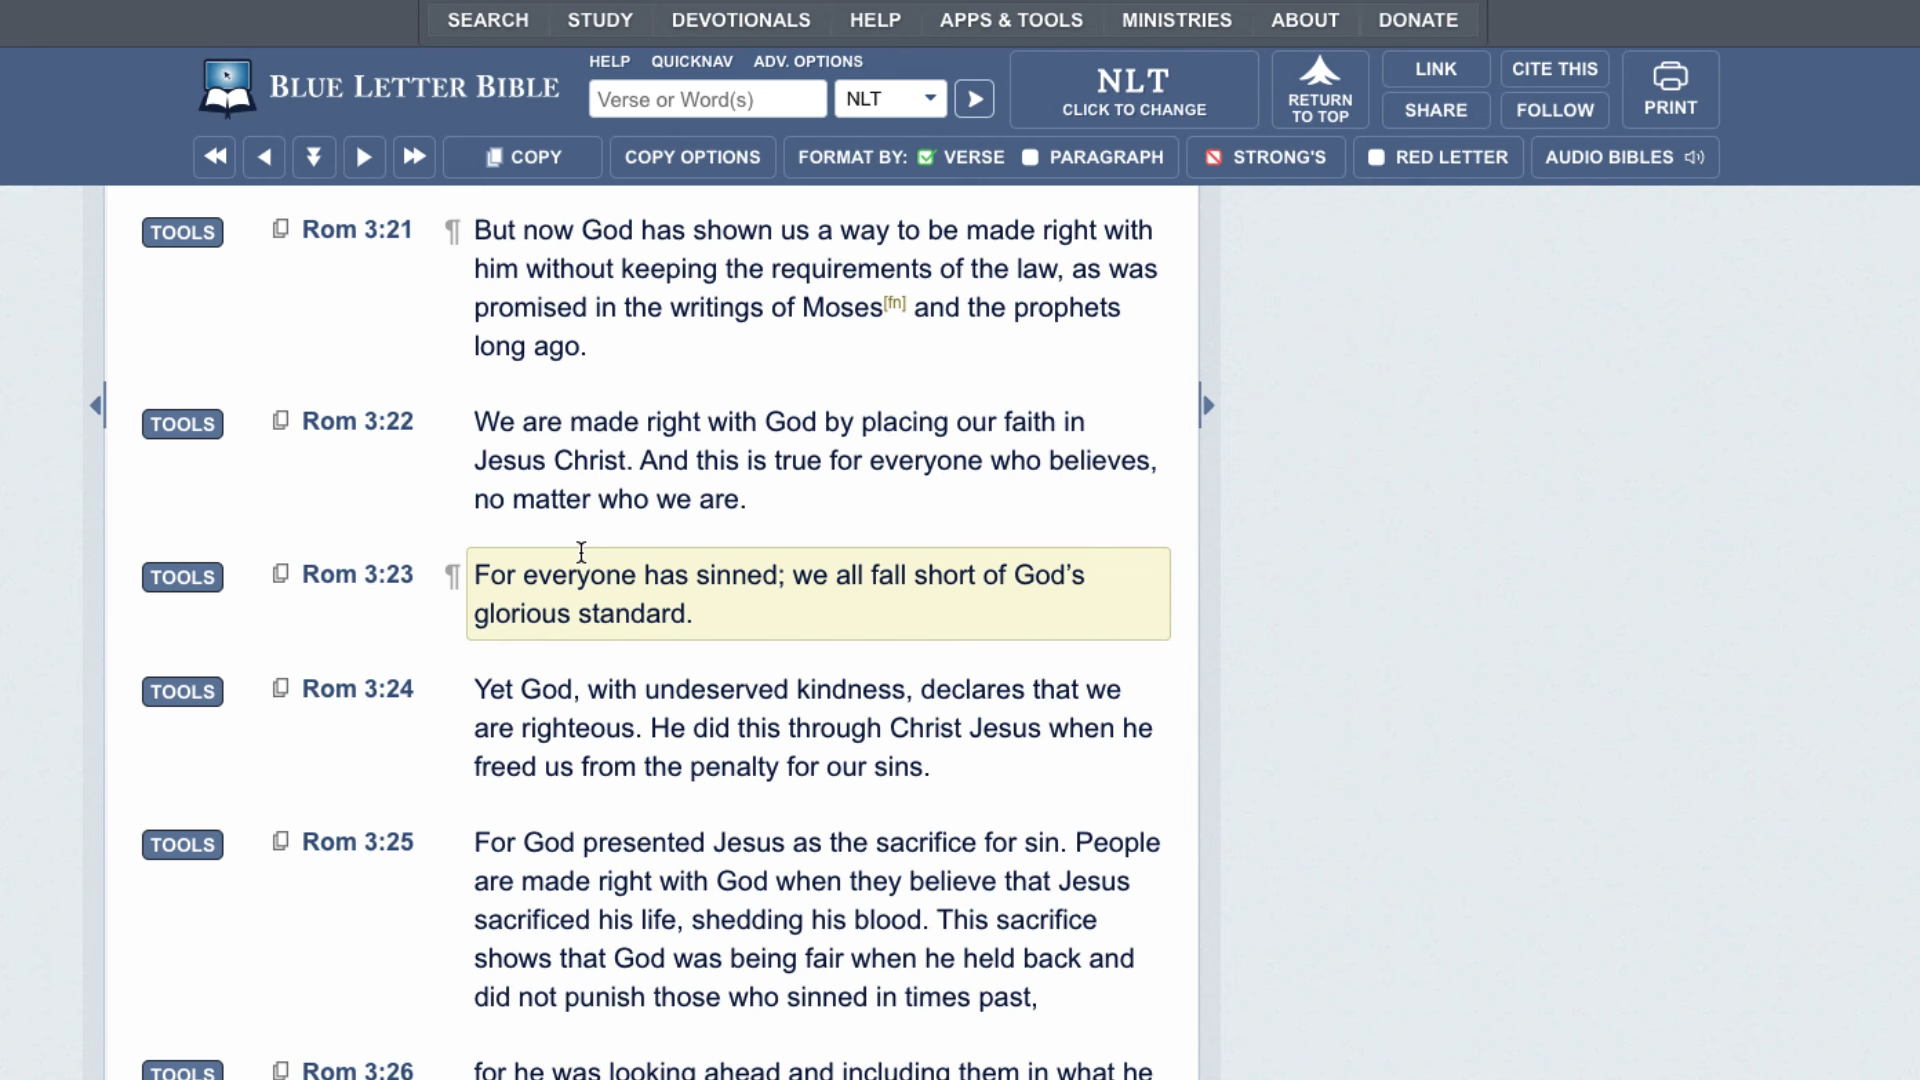 SEARCH STUDY DEVOTIONALS HELP APPS & TOOLS MINISTRIES ABOUT DONATE
BLUE LETTER BIBLE
HELP QUICKNAV ADV. OPTIONS
Verse or Word(s)
NLT
NLT
CLICK TO CHANGE
RETURN
TO TOP
LINK
CITE THIS
SHARE
FOLLOW
PRINT
COPY
COPY OPTIONS
FORMAT BY: VERSE PARAGRAPH
STRONG'S
RED LETTER
AUDIO BIBLES
TOOLS Rom 3:21 ¶ But now God has shown us a way to be made right with
him without keeping the requirements of the law, as was
promised in the writings of Moses[fn] and the prophets
long ago.
TOOLS Rom 3:22 We are made right with God by placing our faith in
Jesus Christ. And this is true for everyone who believes,
no matter who we are.
TOOLS Rom 3:23 ¶ For everyone has sinned; we all fall short of God’s
glorious standard.
TOOLS Rom 3:24 Yet God, with undeserved kindness, declares that we
are righteous. He did this through Christ Jesus when he
freed us from the penalty for our sins.
TOOLS Rom 3:25 For God presented Jesus as the sacrifice for sin. People
are made right with God when they believe that Jesus
sacrificed his life, shedding his blood. This sacrifice
shows that God was being fair when he held back and
did not punish those who sinned in times past,
TOOLS Rom 3:26 for he was looking ahead and including them in what he